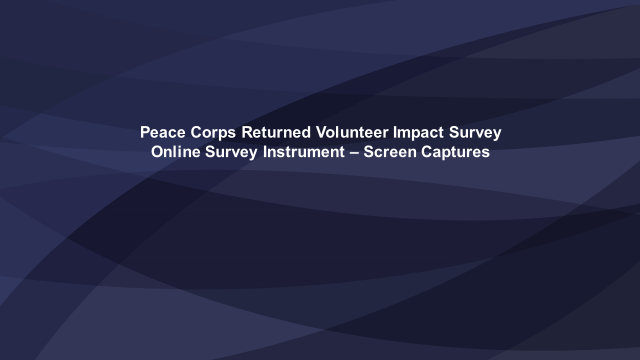 Peace Corps Returned Volunteer Impact Survey
Online Survey Instrument – Screen Captures